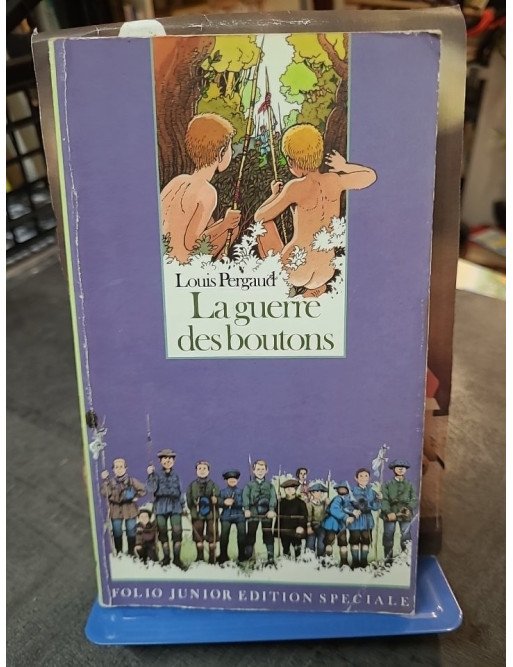 Louis Pergaud
La guerre
des boutons
FOLIO JUNIOR EDITION SPECIALE